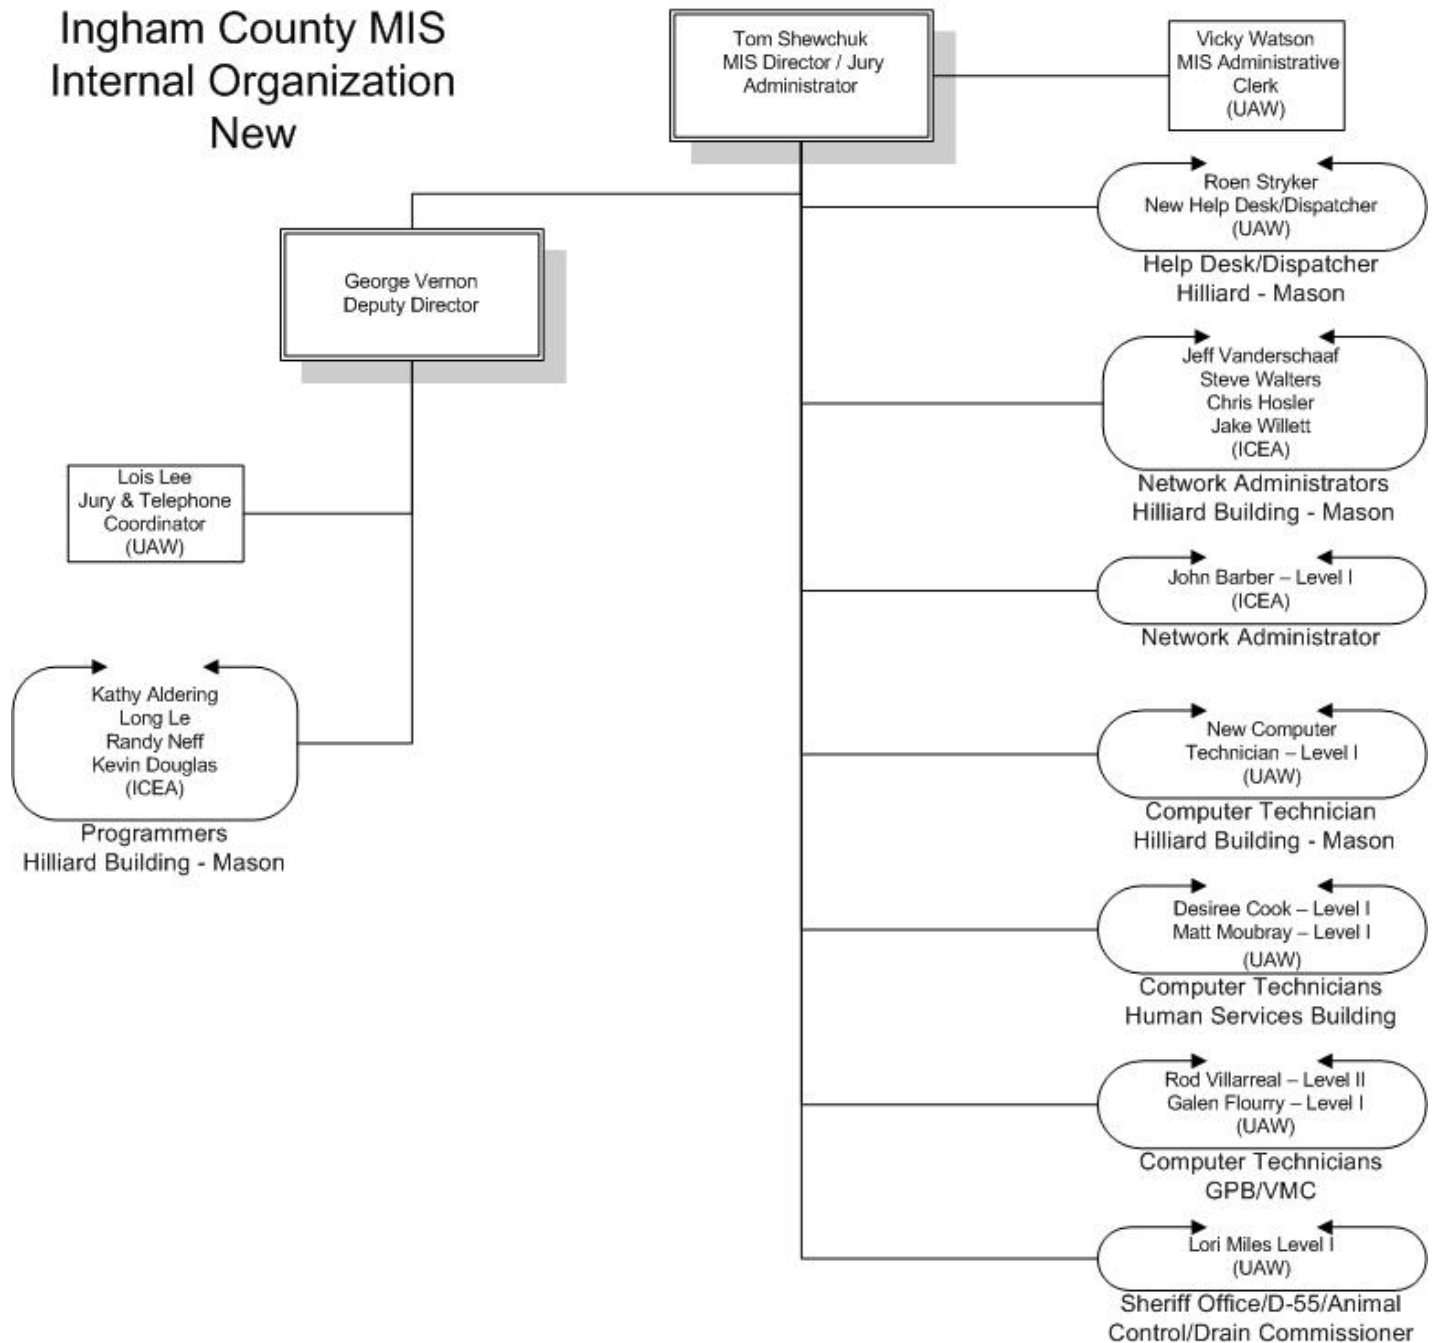 Ingham County MIS
Internal Organization
New
Tom Shewchuk
MIS Director / Jury
Administrator
Vicky Watson
MIS Administrative
Clerk
(UAW)
Roen Stryker
New Help Desk/Dispatcher
(UAW)
Help Desk/Dispatcher
Hilliard - Mason
George Vernon
Deputy Director
Jeff Vanderschaaf
Steve Walters
Chris Hosler
Jake Willett
(ICEA)
Network Administrators
Hilliard Building - Mason
Lois Lee
Jury & Telephone
Coordinator
(UAW)
John Barber – Level I
(ICEA)
Network Administrator
Kathy Aldering
Long Le
Randy Neff
Kevin Douglas
(ICEA)
Programmers
Hilliard Building - Mason
New Computer
Technician – Level I
(UAW)
Computer Technician
Hilliard Building - Mason
Desiree Cook – Level I
Matt Moubray – Level I
(UAW)
Computer Technicians
Human Services Building
Rod Villarreal – Level II
Galen Flourry – Level I
(UAW)
Computer Technicians
GPB/VMC
Lori Miles Level I
(UAW)
Sheriff Office/D-55/Animal
Control/Drain Commissioner